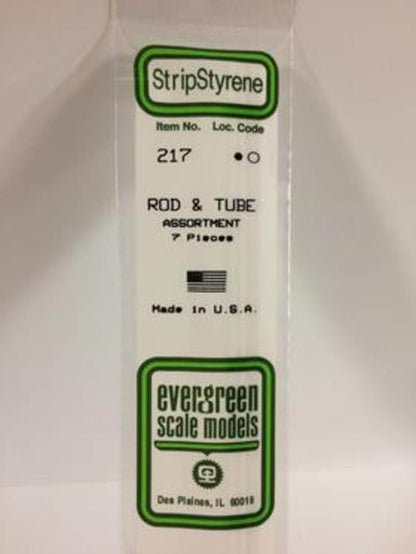 StripStyrene
Item No. Loc. Code
217 ●○
ROD & TUBE
ASSORTMENT
7 Pieces
Made in U.S.A.
evergreen
scale models
Des Plaines, IL 60018